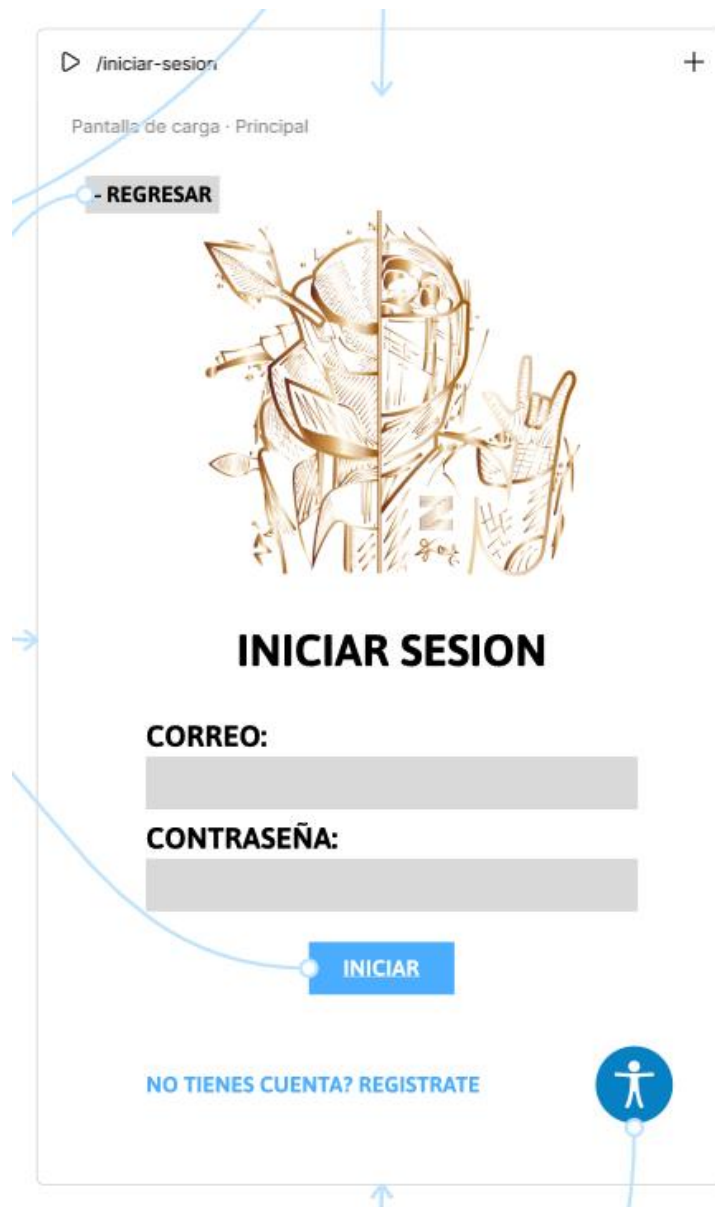 /iniciar-sesion
Pantalla de carga · Principal
- REGRESAR
INICIAR SESION
CORREO:
CONTRASEÑA:
INICIAR
NO TIENES CUENTA? REGISTRATE